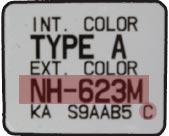 INT. COLOR
TYPE A
EXT. COLOR
NH-623M
KA S9AAB5 C